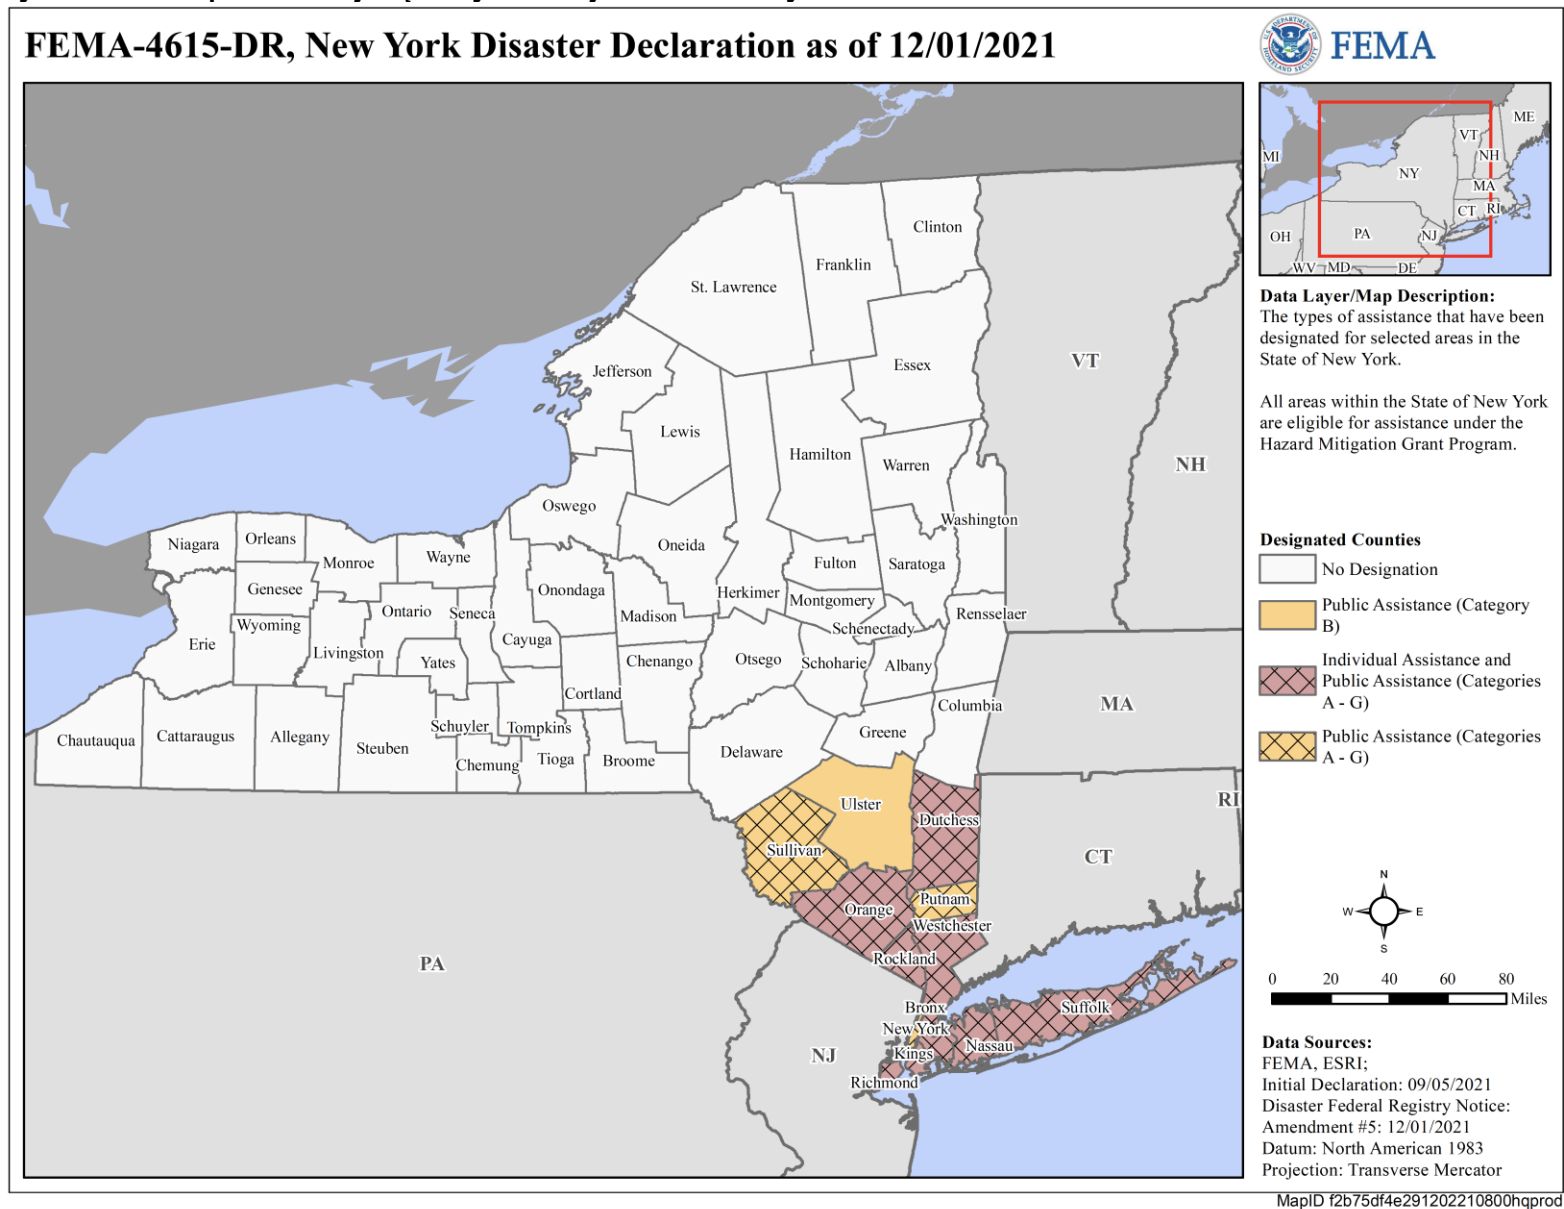 FEMA-4615-DR, New York Disaster Declaration as of 12/01/2021
FEMA
ME
VT
MI
NH
NY
MA
CT
RI
OH
PA
NJ
WV
MD
DE
Data Layer/Map Description:
The types of assistance that have been
designated for selected areas in the
State of New York.
All areas within the State of New York
are eligible for assistance under the
Hazard Mitigation Grant Program.
Designated Counties
No Designation
Public Assistance (Category
B)
Individual Assistance and
Public Assistance (Categories
A - G)
Public Assistance (Categories
A - G)
N
W
E
S
0 20 40 60 80
Miles
Data Sources:
FEMA, ESRI;
Initial Declaration: 09/05/2021
Disaster Federal Registry Notice:
Amendment #5: 12/01/2021
Datum: North American 1983
Projection: Transverse Mercator
MapID f2b75df4e291202210800hqprod
Clinton
Franklin
St. Lawrence
VT
Essex
Jefferson
Lewis
Hamilton
Warren
NH
Oswego
Washington
Niagara
Orleans
Monroe
Wayne
Oneida
Fulton
Saratoga
Genesee
Onondaga
Herkimer
Montgomery
Ontario
Seneca
Madison
Rensselaer
Wyoming
Schenectady
Erie
Cayuga
Livingston
Yates
Chenango
Otsego
Schoharie
Albany
Cortland
MA
Columbia
Schuyler
Tompkins
Greene
Chautauqua
Cattaraugus
Allegany
Steuben
Delaware
Chemung
Tioga
Broome
RI
Ulster
Dutchess
Sullivan
CT
Putnam
Orange
Westchester
PA
Rockland
Bronx
Suffolk
New York
Nassau
Kings
NJ
Richmond